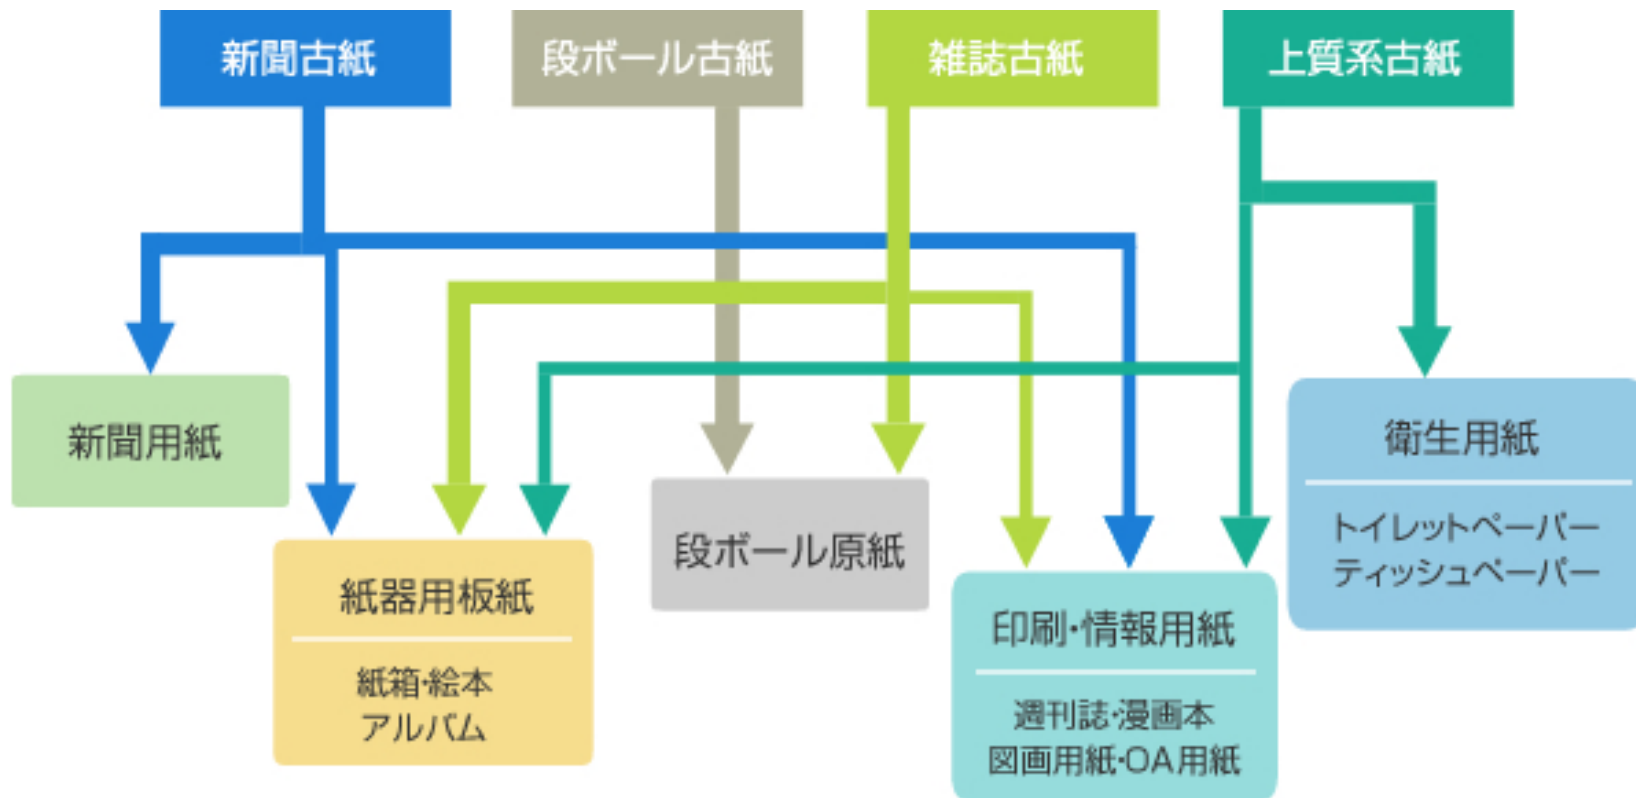 新聞古紙
段ボール古紙
雑誌古紙
上質系古紙
新聞用紙
紙器用板紙
紙箱・絵本
アルバム
段ボール原紙
印刷・情報用紙
週刊誌・漫画本
図画用紙・OA用紙
衛生用紙
トイレットペーパー
ティッシュペーパー